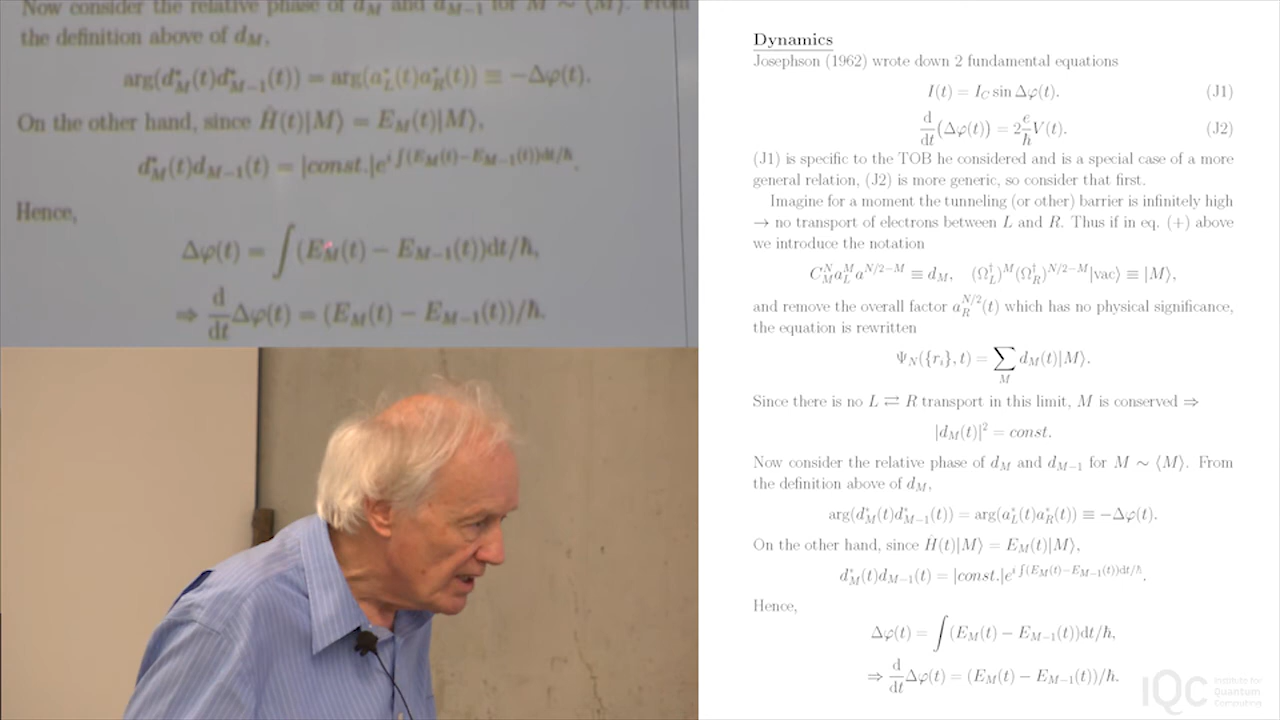 Now consider the relative phase of d_M and d_{M−1} for M ∼ ⟨M⟩. From
the definition above of d_M,
arg(d*_M(t)d*_{M−1}(t)) = arg(a*_L(t)a*_R(t)) ≡ −Δφ(t).
On the other hand, since Ĥ(t)|M⟩ = E_M(t)|M⟩,
d*_M(t)d_{M−1}(t) = |const.|e^{i∫(E_M(t)−E_{M−1}(t))dt/ℏ}.
Hence,
Δφ(t) = ∫(E_M(t) − E_{M−1}(t))dt/ℏ,
⇒ d/dt Δφ(t) = (E_M(t) − E_{M−1}(t))/ℏ.
Dynamics
Josephson (1962) wrote down 2 fundamental equations
I(t) = I_C sin Δφ(t). (J1)
d/dt (Δφ(t)) = 2 e/ℏ V(t). (J2)
(J1) is specific to the TOB he considered and is a special case of a more
general relation, (J2) is more generic, so consider that first.
Imagine for a moment the tunneling (or other) barrier is infinitely high
→ no transport of electrons between L and R. Thus if in eq. (+) above
we introduce the notation
C^N_M a^M_L a^{N/2−M} ≡ d_M, (Ω†_L)^M(Ω†_R)^{N/2−M}|vac⟩ ≡ |M⟩,
and remove the overall factor a^{N/2}_R(t) which has no physical significance,
the equation is rewritten
Ψ_N({r_i}, t) = ∑_M d_M(t)|M⟩.
Since there is no L ⇄ R transport in this limit, M is conserved ⇒
|d_M(t)|² = const.
Now consider the relative phase of d_M and d_{M−1} for M ∼ ⟨M⟩. From
the definition above of d_M,
arg(d*_M(t)d*_{M−1}(t)) = arg(a*_L(t)a*_R(t)) ≡ −Δφ(t).
On the other hand, since Ĥ(t)|M⟩ = E_M(t)|M⟩,
d*_M(t)d_{M−1}(t) = |const.|e^{i∫(E_M(t)−E_{M−1}(t))dt/ℏ}.
Hence,
Δφ(t) = ∫(E_M(t) − E_{M−1}(t))dt/ℏ,
⇒ d/dt Δφ(t) = (E_M(t) − E_{M−1}(t))/ℏ.
IQC Institute for
Quantum
Computing